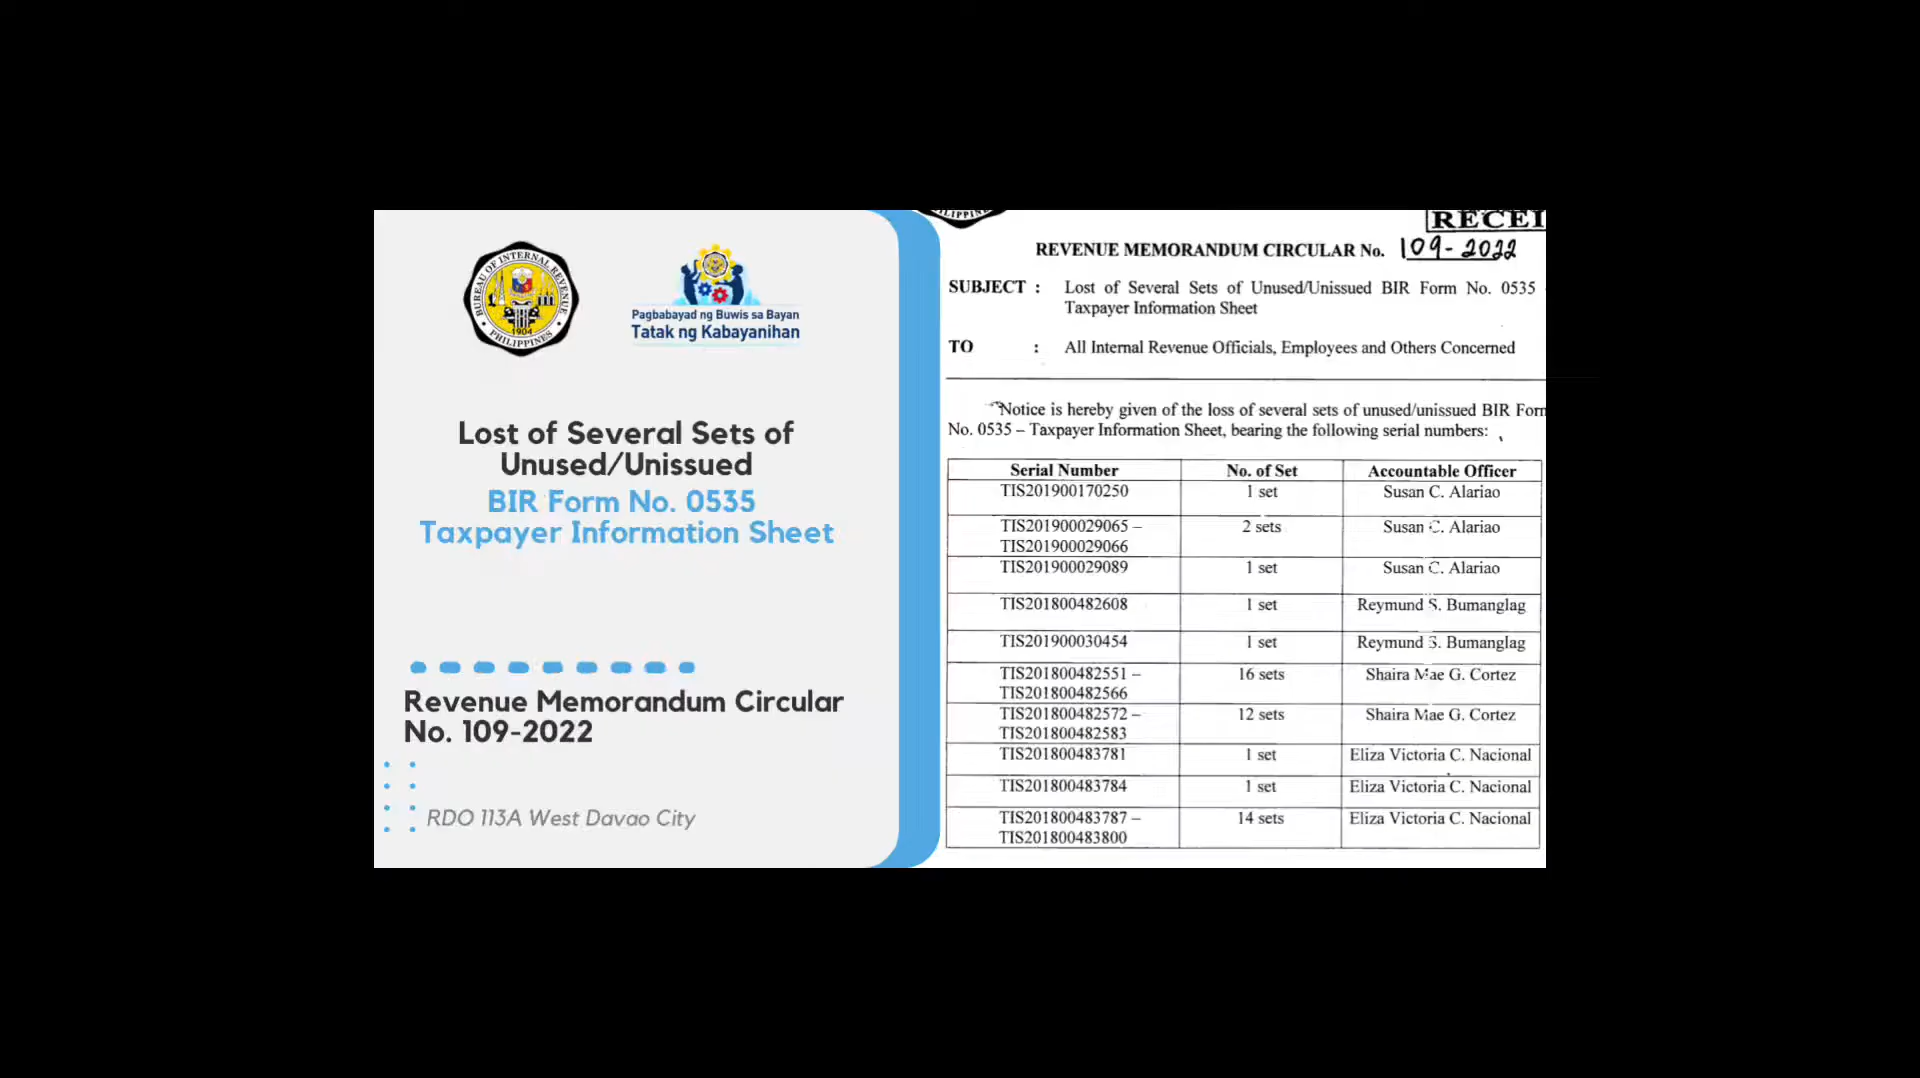 BUREAU OF INTERNAL REVENUE
1904
PHILIPPINES
Pagbabayad ng Buwis sa Bayan
Tatak ng Kabayanihan
Lost of Several Sets of
Unused/Unissued
BIR Form No. 0535
Taxpayer Information Sheet
Revenue Memorandum Circular
No. 109-2022
RDO 113A West Davao City
REVENUE MEMORANDUM CIRCULAR No. 109-2022
SUBJECT : Lost of Several Sets of Unused/Unissued BIR Form No. 0535
Taxpayer Information Sheet
TO : All Internal Revenue Officials, Employees and Others Concerned
Notice is hereby given of the loss of several sets of unused/unissued BIR Form
No. 0535 – Taxpayer Information Sheet, bearing the following serial numbers:
Serial Number No. of Set Accountable Officer
TIS201900170250 1 set Susan C. Alariao
TIS201900029065 – 2 sets Susan C. Alariao
TIS201900029066
TIS201900029089 1 set Susan C. Alariao
TIS201800482608 1 set Reymund S. Bumanglag
TIS201900030454 1 set Reymund S. Bumanglag
TIS201800482551 – 16 sets Shaira Mae G. Cortez
TIS201800482566
TIS201800482572 – 12 sets Shaira Mae G. Cortez
TIS201800482583
TIS201800483781 1 set Eliza Victoria C. Nacional
TIS201800483784 1 set Eliza Victoria C. Nacional
TIS201800483787 – 14 sets Eliza Victoria C. Nacional
TIS201800483800